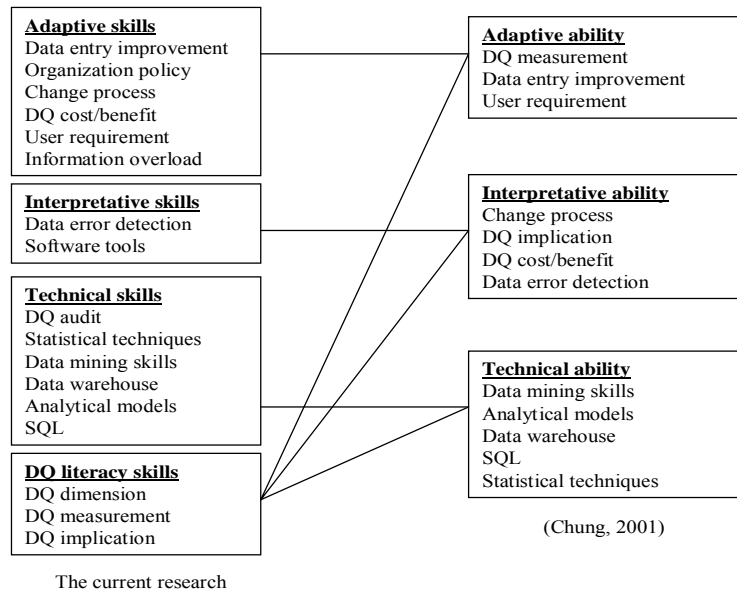 Adaptive skills
Data entry improvement
Organization policy
Change process
DQ cost/benefit
User requirement
Information overload
Interpretative skills
Data error detection
Software tools
Technical skills
DQ audit
Statistical techniques
Data mining skills
Data warehouse
Analytical models
SQL
DQ literacy skills
DQ dimension
DQ measurement
DQ implication
The current research
Adaptive ability
DQ measurement
Data entry improvement
User requirement
Interpretative ability
Change process
DQ implication
DQ cost/benefit
Data error detection
Technical ability
Data mining skills
Analytical models
Data warehouse
SQL
Statistical techniques
(Chung, 2001)